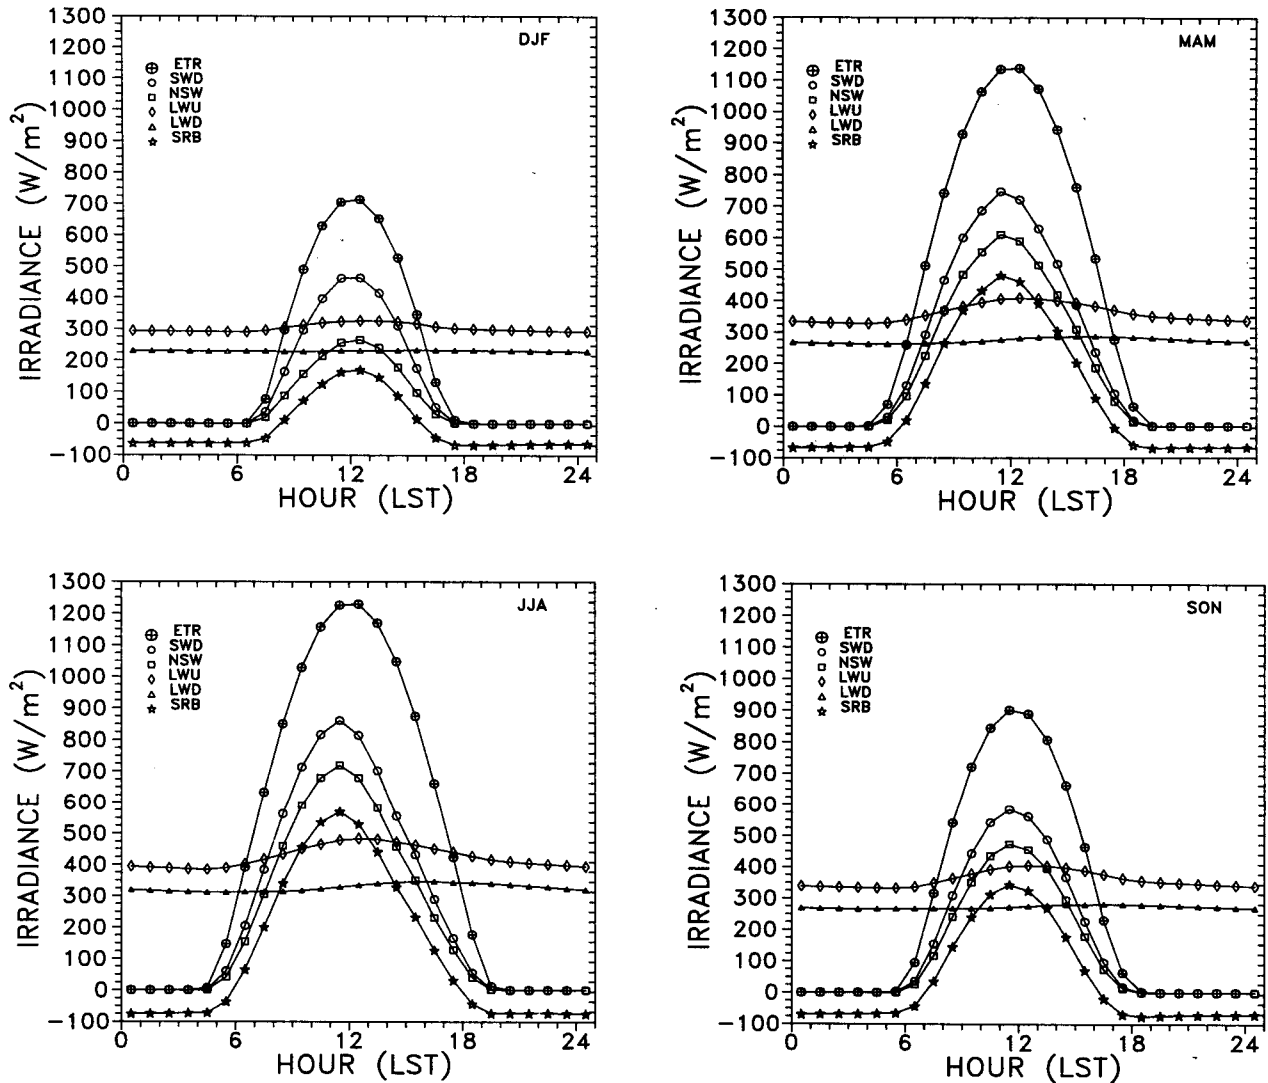 1300
1200
1100
1000
900
800
700
600
500
400
300
200
100
0
−100
IRRADIANCE (W/m²)
DJF
ETR
SWD
NSW
LWU
LWD
SRB
0 6 12 18 24
HOUR (LST)
1300
1200
1100
1000
900
800
700
600
500
400
300
200
100
0
−100
IRRADIANCE (W/m²)
MAM
ETR
SWD
NSW
LWU
LWD
SRB
0 6 12 18 24
HOUR (LST)
1300
1200
1100
1000
900
800
700
600
500
400
300
200
100
0
−100
IRRADIANCE (W/m²)
JJA
ETR
SWD
NSW
LWU
LWD
SRB
0 6 12 18 24
HOUR (LST)
1300
1200
1100
1000
900
800
700
600
500
400
300
200
100
0
−100
IRRADIANCE (W/m²)
SON
ETR
SWD
NSW
LWU
LWD
SRB
0 6 12 18 24
HOUR (LST)